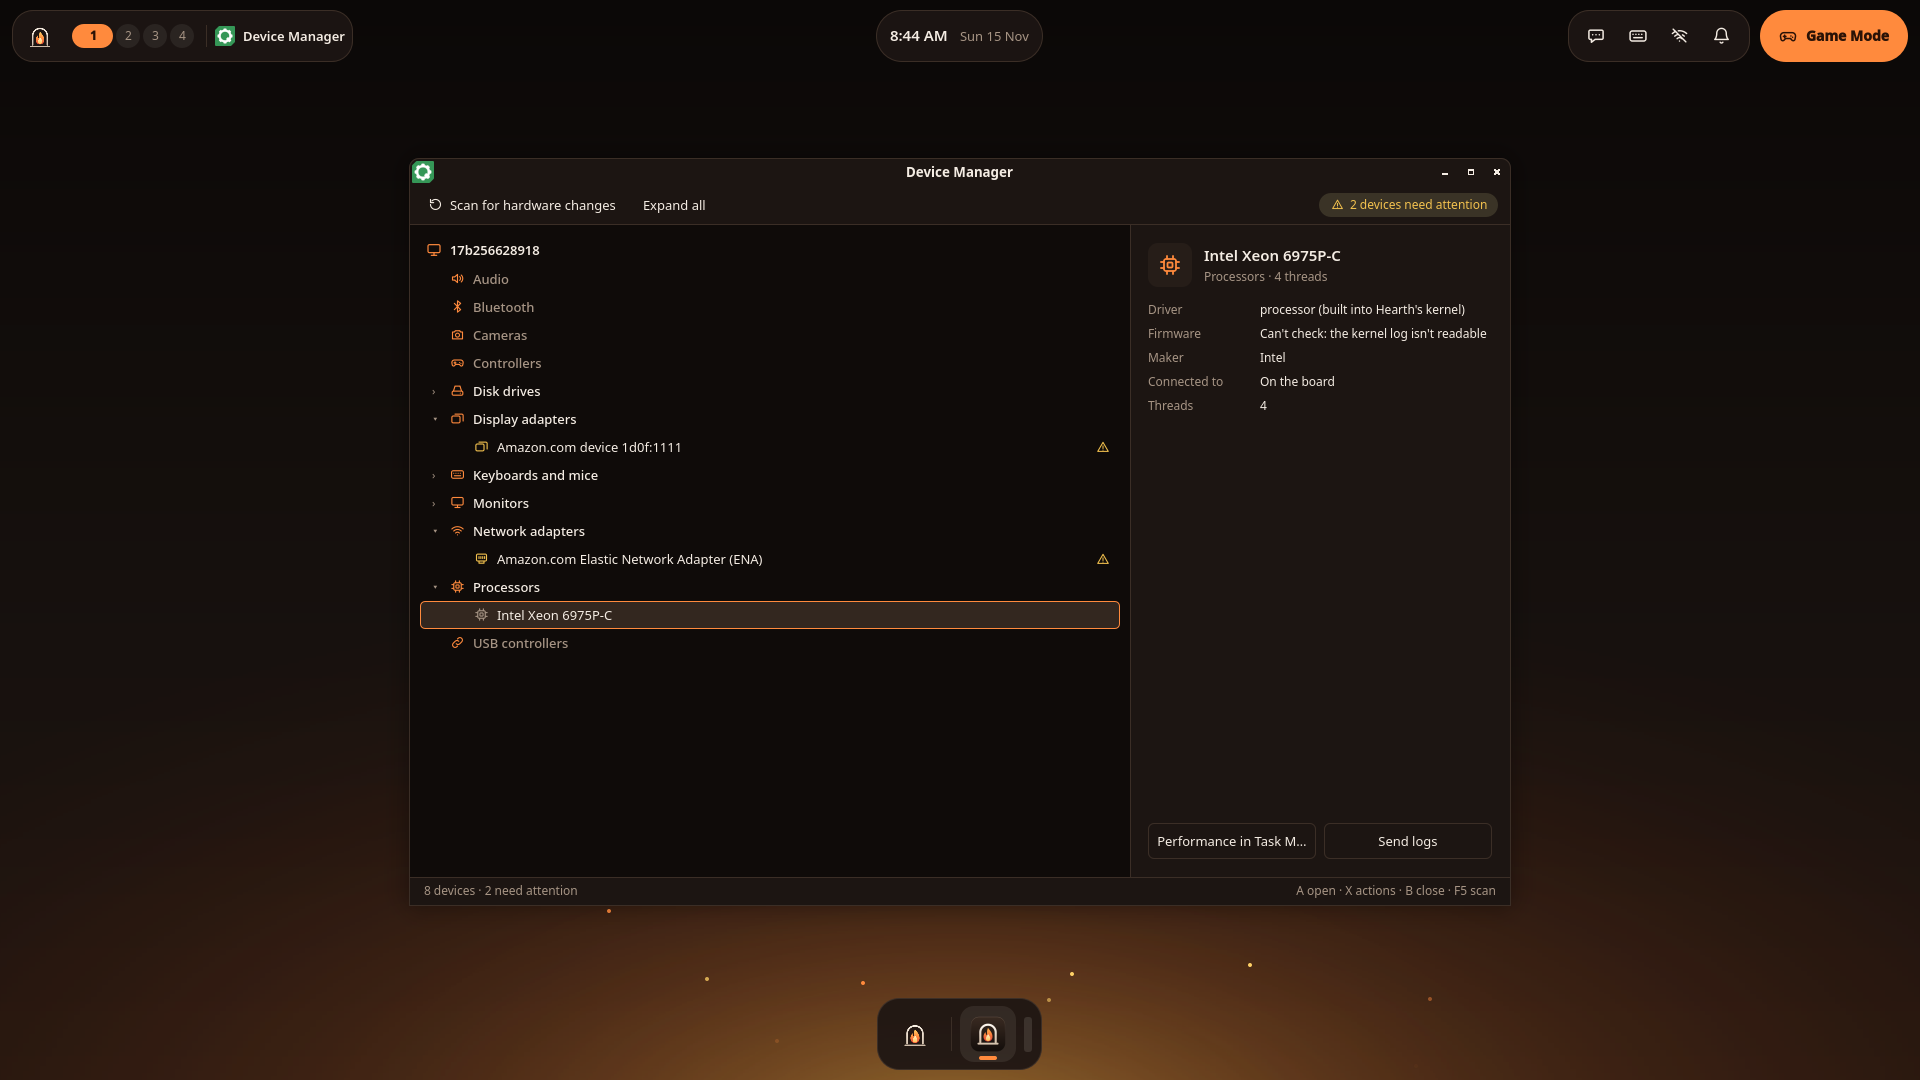 1 2 3 4 Device Manager
8:44 AM Sun 15 Nov
Game Mode
Device Manager
Scan for hardware changes Expand all
2 devices need attention
17b256628918
Audio
Bluetooth
Cameras
Controllers
Disk drives
Display adapters
Amazon.com device 1d0f:1111
Keyboards and mice
Monitors
Network adapters
Amazon.com Elastic Network Adapter (ENA)
Processors
Intel Xeon 6975P-C
USB controllers
Intel Xeon 6975P-C
Processors · 4 threads
Driver processor (built into Hearth's kernel)
Firmware Can't check: the kernel log isn't readable
Maker Intel
Connected to On the board
Threads 4
Performance in Task M...
Send logs
8 devices · 2 need attention
A open · X actions · B close · F5 scan